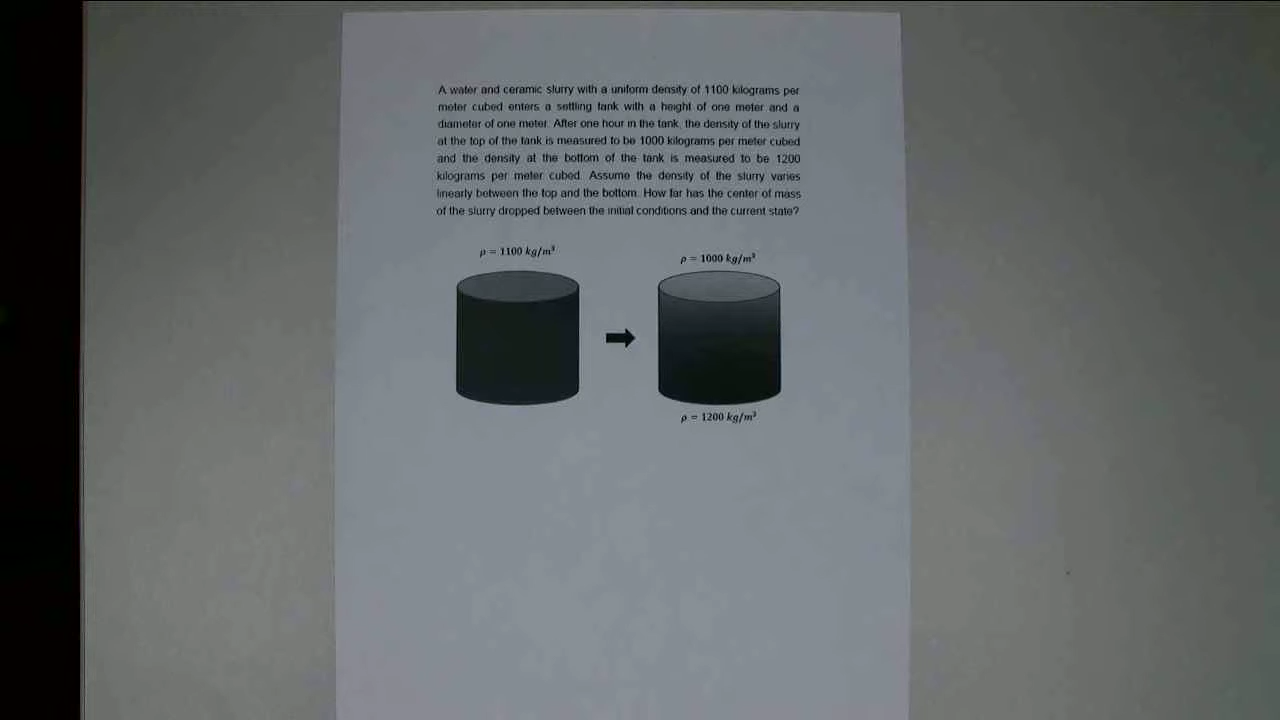 A water and ceramic slurry with a uniform density of 1100 kilograms per
meter cubed enters a settling tank with a height of one meter and a
diameter of one meter. After one hour in the tank, the density of the slurry
at the top of the tank is measured to be 1000 kilograms per meter cubed
and the density at the bottom of the tank is measured to be 1200
kilograms per meter cubed. Assume the density of the slurry varies
linearly between the top and the bottom. How far has the center of mass
of the slurry dropped between the initial conditions and the current state?
ρ = 1100 kg/m³
ρ = 1000 kg/m³
ρ = 1200 kg/m³